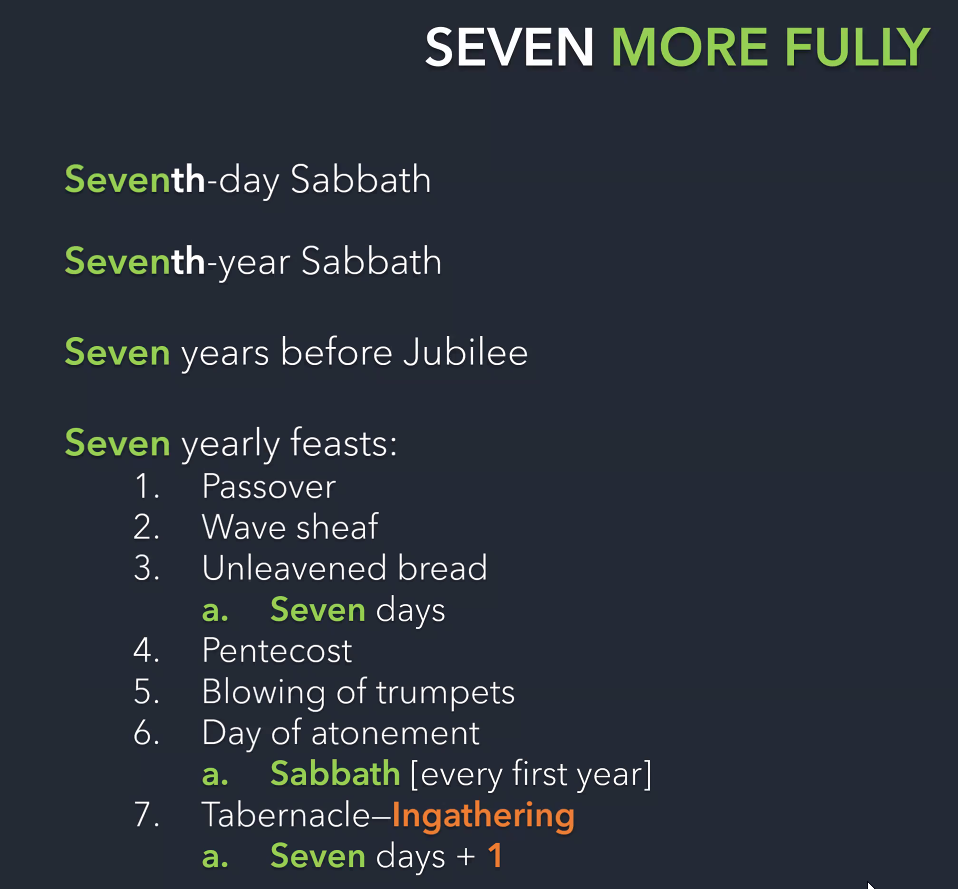 SEVEN MORE FULLY
Seventh-day Sabbath
Seventh-year Sabbath
Seven years before Jubilee
Seven yearly feasts:
1. Passover
2. Wave sheaf
3. Unleavened bread
a. Seven days
4. Pentecost
5. Blowing of trumpets
6. Day of atonement
a. Sabbath [every first year]
7. Tabernacle—Ingathering
a. Seven days + 1